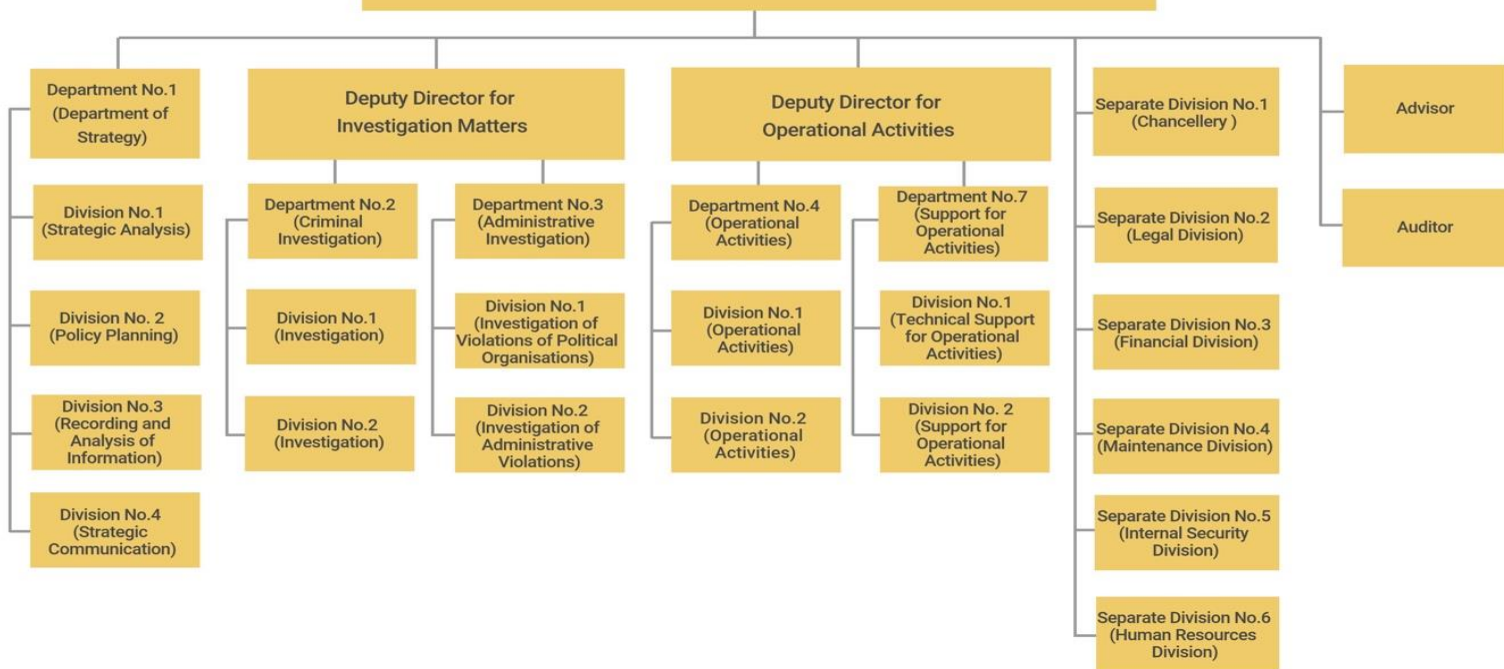 Department No.1
(Department of
Strategy)
Division No.1
(Strategic Analysis)
Division No. 2
(Policy Planning)
Division No.3
(Recording and
Analysis of
Information)
Division No.4
(Strategic
Communication)
Deputy Director for
Investigation Matters
Department No.2
(Criminal
Investigation)
Division No.1
(Investigation)
Division No.2
(Investigation)
Department No.3
(Administrative
Investigation)
Division No.1
(Investigation of
Violations of Political
Organisations)
Division No.2
(Investigation of
Administrative
Violations)
Deputy Director for
Operational Activities
Department No.4
(Operational
Activities)
Division No.1
(Operational
Activities)
Division No.2
(Operational
Activities)
Department No.7
(Support for
Operational
Activities)
Division No.1
(Technical Support
for Operational
Activities)
Division No. 2
(Support for
Operational
Activities)
Separate Division No.1
(Chancellery )
Separate Division No.2
(Legal Division)
Separate Division No.3
(Financial Division)
Separate Division No.4
(Maintenance Division)
Separate Division No.5
(Internal Security
Division)
Separate Division No.6
(Human Resources
Division)
Advisor
Auditor